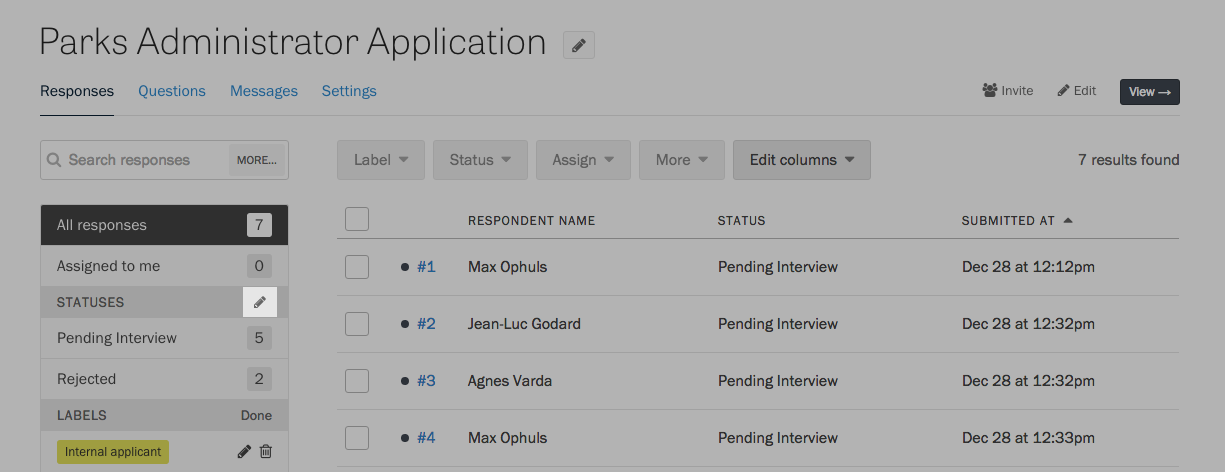 Parks Administrator Application
Responses Questions Messages Settings
Invite Edit View →
Search responses MORE...
Label Status Assign More Edit columns
7 results found
All responses 7
Assigned to me 0
STATUSES
Pending Interview 5
Rejected 2
LABELS Done
Internal applicant
RESPONDENT NAME STATUS SUBMITTED AT
#1 Max Ophuls Pending Interview Dec 28 at 12:12pm
#2 Jean-Luc Godard Pending Interview Dec 28 at 12:32pm
#3 Agnes Varda Pending Interview Dec 28 at 12:32pm
#4 Max Ophuls Pending Interview Dec 28 at 12:33pm